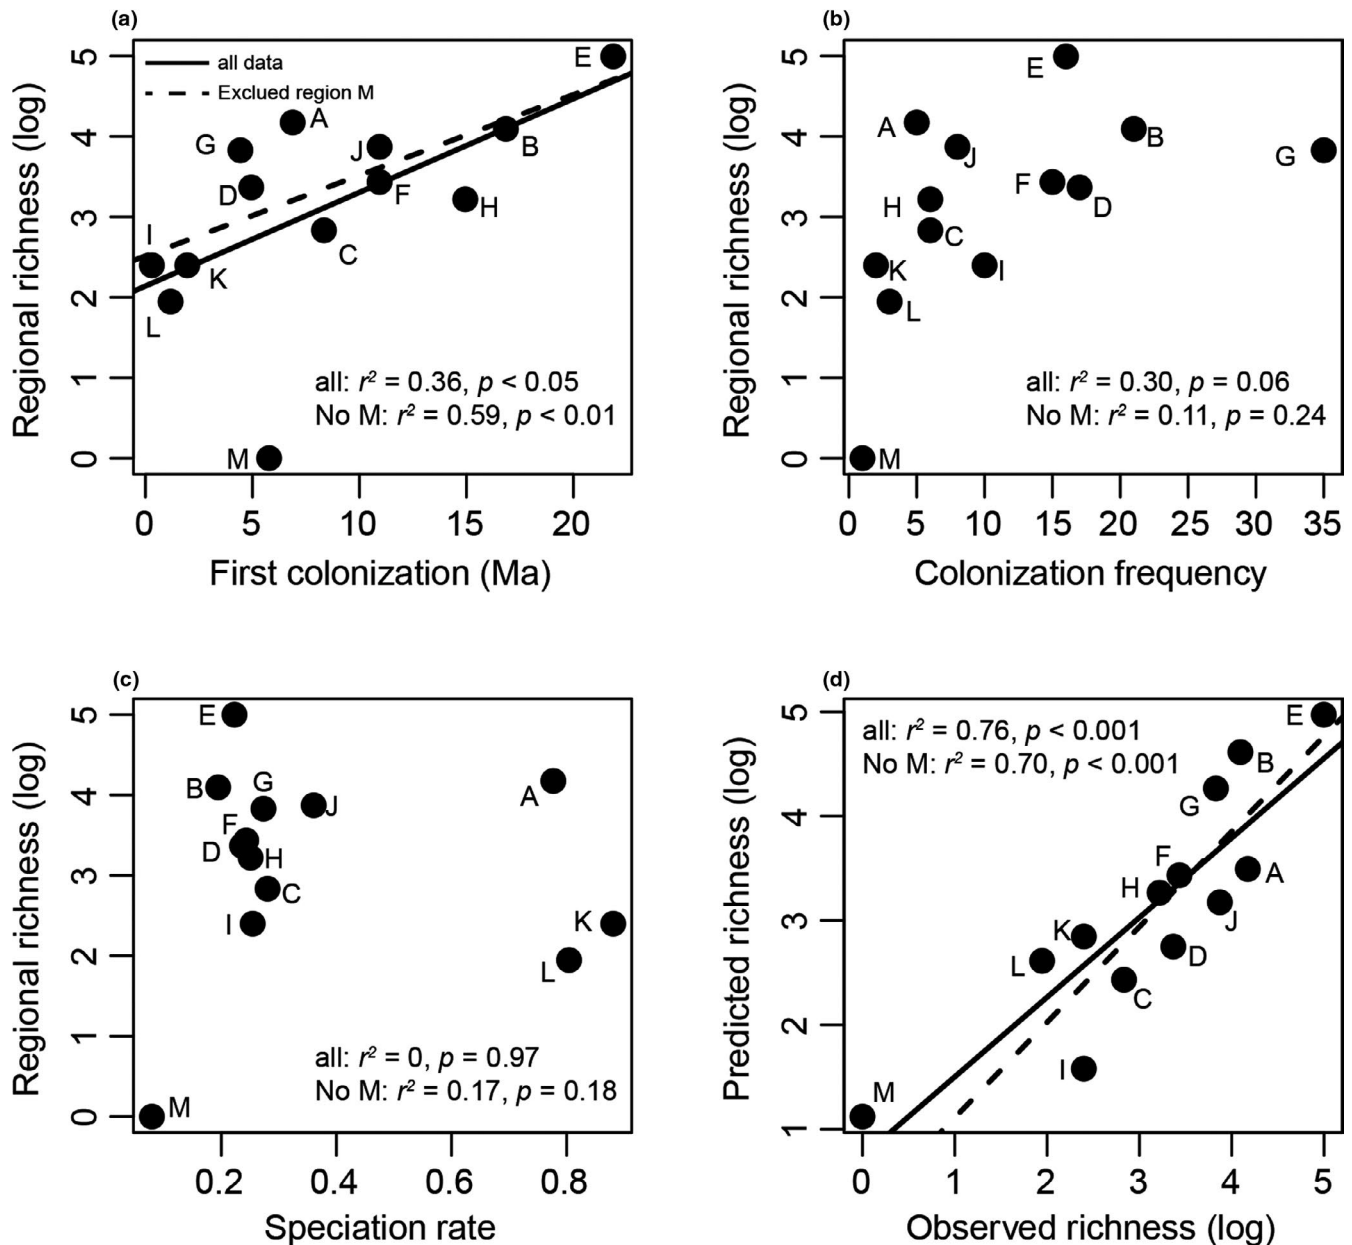 (a)
all data
Exclued region M
A
B
C
D
E
F
G
H
I
J
K
L
M
all: r² = 0.36, p < 0.05
No M: r² = 0.59, p < 0.01
Regional richness (log)
0 1 2 3 4 5
0 5 10 15 20
First colonization (Ma)
(b)
E
A
B
J
G
F
D
H
C
K
I
L
M
all: r² = 0.30, p = 0.06
No M: r² = 0.11, p = 0.24
Regional richness (log)
0 1 2 3 4 5
0 5 10 15 20 25 30 35
Colonization frequency
(c)
E
B
G
J
A
F
D
H
C
I
K
L
M
all: r² = 0, p = 0.97
No M: r² = 0.17, p = 0.18
Regional richness (log)
0 1 2 3 4 5
0.2 0.4 0.6 0.8
Speciation rate
(d)
all: r² = 0.76, p < 0.001
No M: r² = 0.70, p < 0.001
E
B
G
F
A
H
J
K
D
L
C
I
M
Predicted richness (log)
1 2 3 4 5
0 1 2 3 4 5
Observed richness (log)